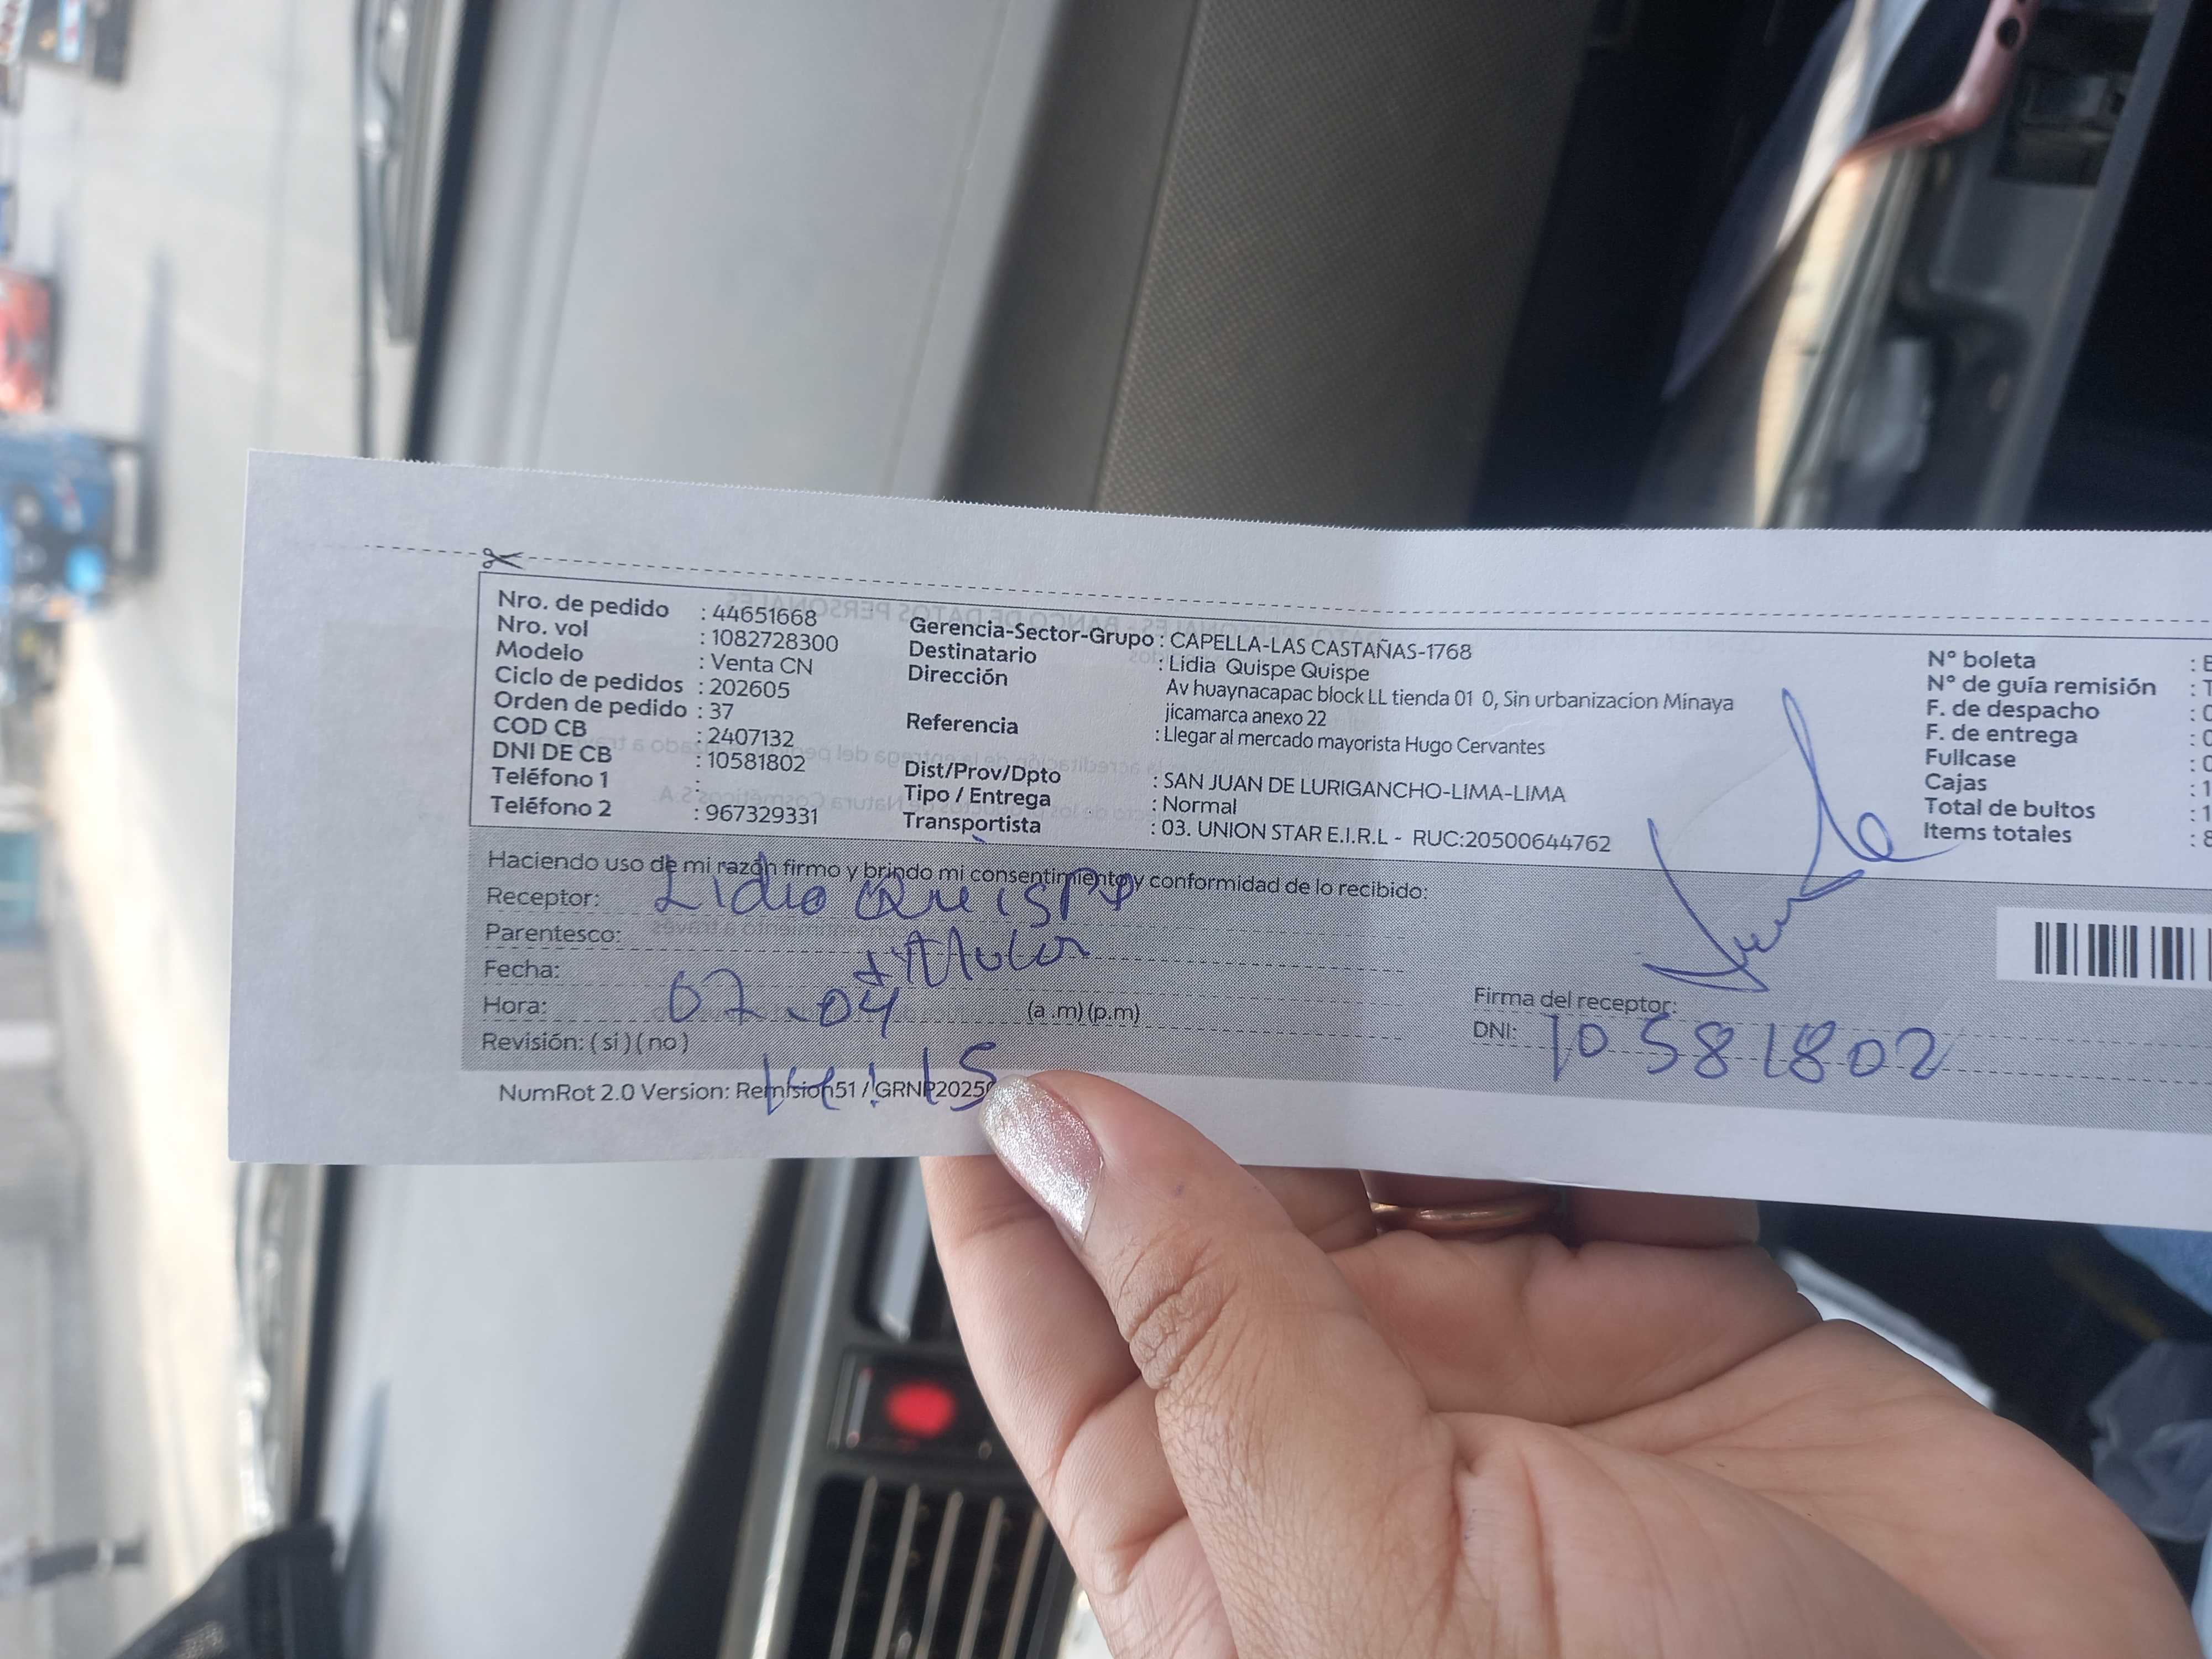 Nro. de pedido : 44651668
Nro. vol : 1082728300
Modelo : Venta CN
Ciclo de pedidos : 202605
Orden de pedido : 37
COD CB : 2407132
DNI DE CB : 10581802
Teléfono 1 :
Teléfono 2 : 967329331
Gerencia-Sector-Grupo : CAPELLA-LAS CASTAÑAS-1768
Destinatario : Lidia Quispe Quispe
Dirección Av huaynacapac block LL tienda 01 0, Sin urbanizacion Minaya
jicamarca anexo 22
Referencia : Llegar al mercado mayorista Hugo Cervantes
Dist/Prov/Dpto : SAN JUAN DE LURIGANCHO-LIMA-LIMA
Tipo / Entrega : Normal
Transportista : 03. UNION STAR E.I.R.L - RUC:20500644762
N° boleta :
N° de guía remisión :
F. de despacho :
F. de entrega :
Fullcase :
Cajas :
Total de bultos :
Items totales :
Haciendo uso de mi razón firmo y brindo mi consentimiento y conformidad de lo recibido:
Receptor: Lidia Quispe
Parentesco: titular
Fecha: 07-04
Hora: (a .m) (p.m)
Revisión: ( si ) ( no )
Firma del receptor:
DNI: 10581802
NumRot 2.0 Version: Remision51 / GRNP2025